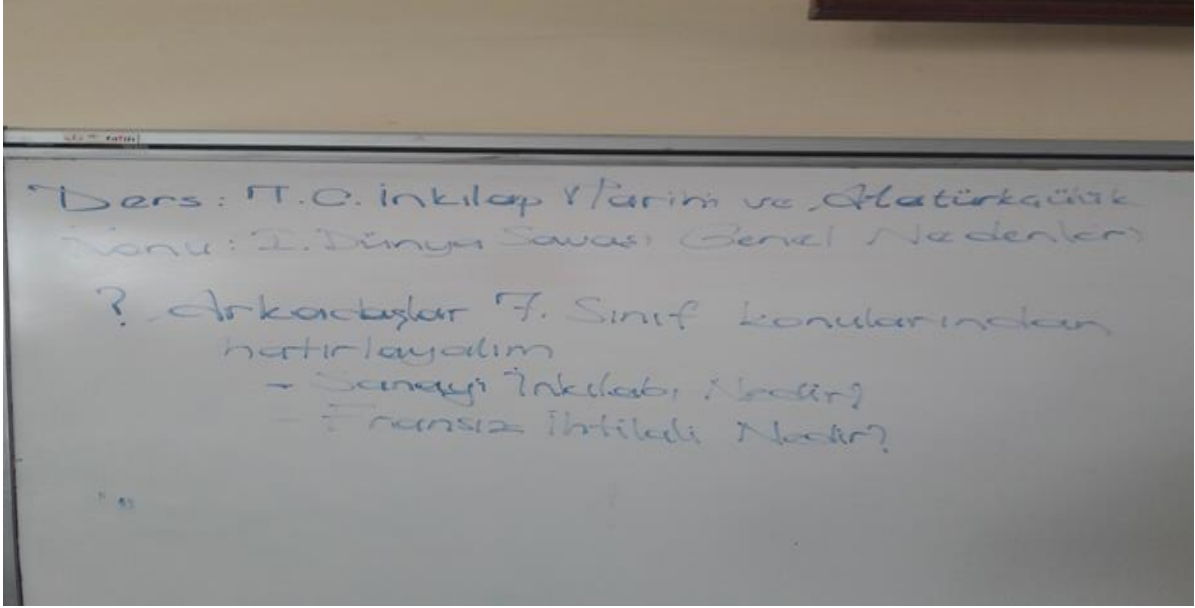 Ders: T.C. İnkılap Tarihi ve Atatürkçülük
Konu: I. Dünya Savaşı Genel Nedenleri
? Arkadaşlar 7. Sınıf konularından
hatırlayalım
- Sanayi İnkılabı Nedir?
- Fransız İhtilali Nedir?